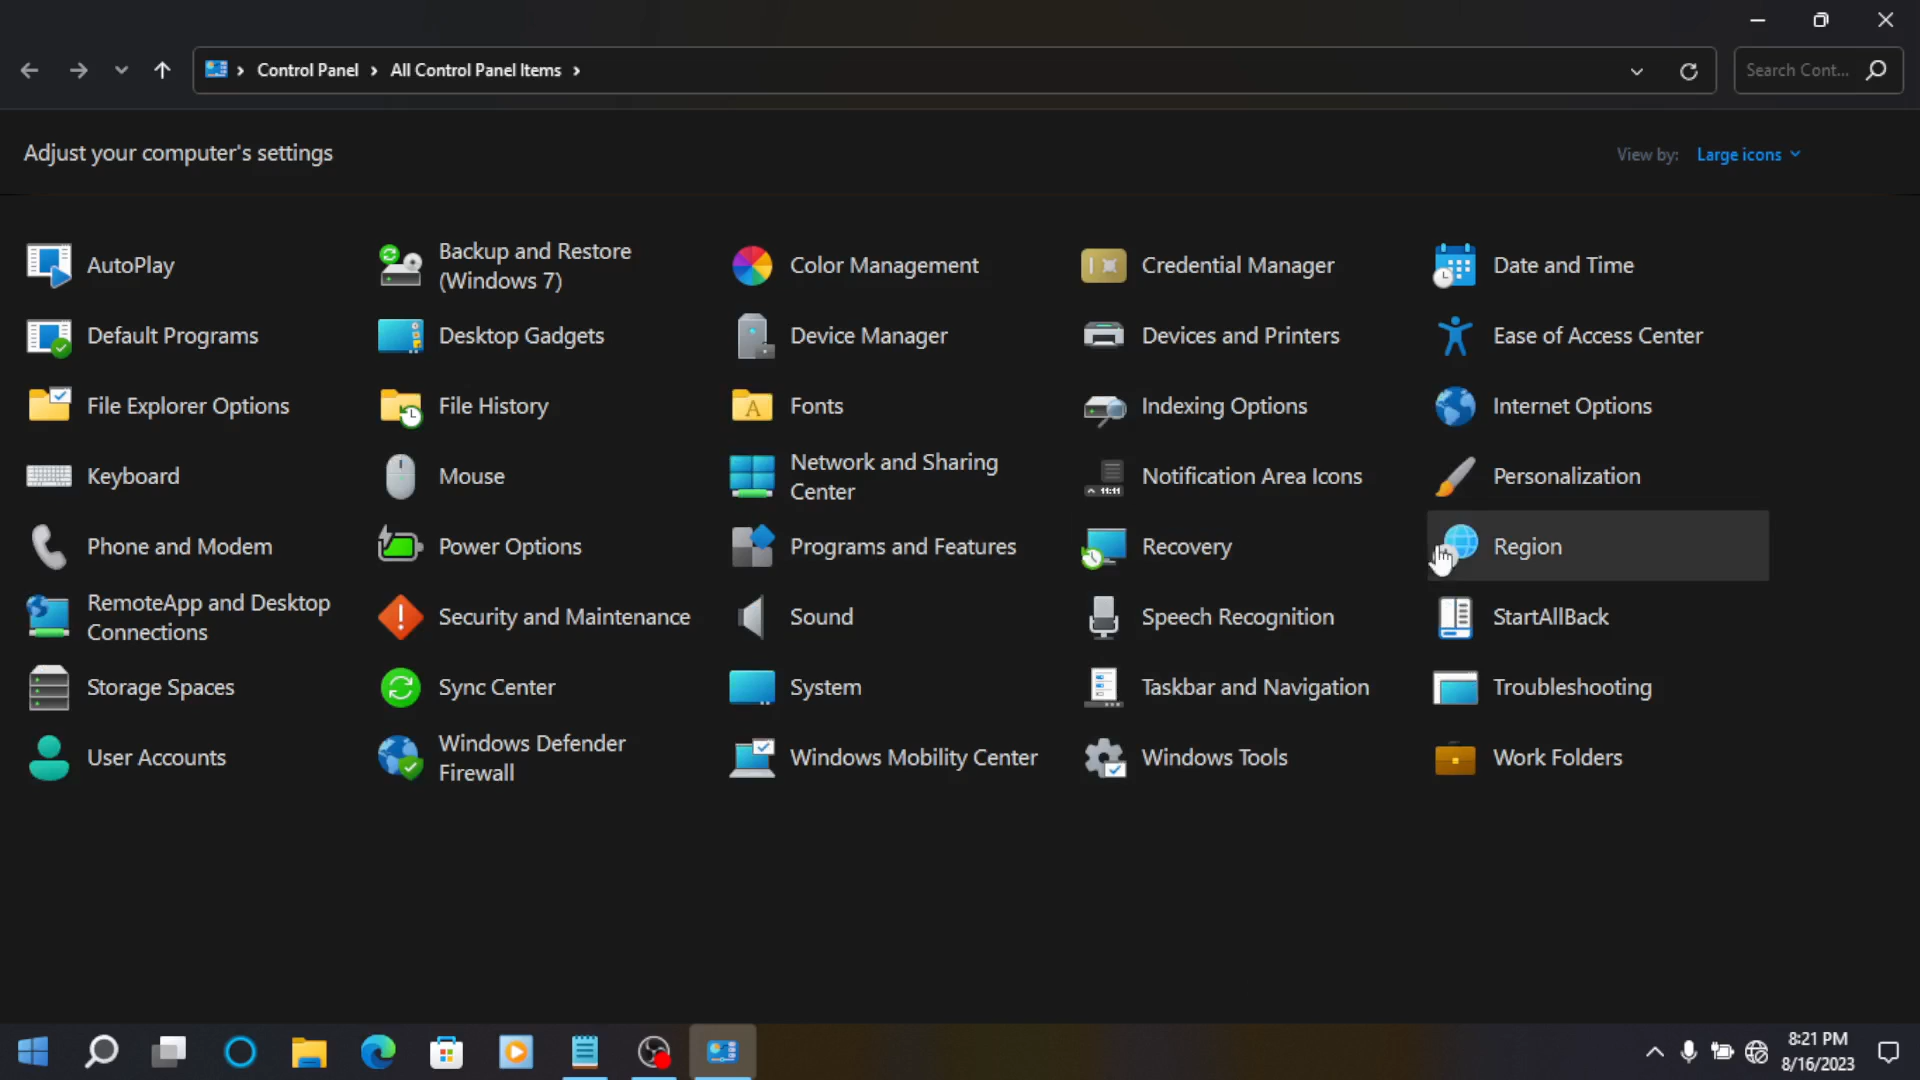 Control Panel › All Control Panel Items ›
Search Cont...
Adjust your computer's settings
View by: Large icons
AutoPlay
Backup and Restore
(Windows 7)
Color Management
Credential Manager
Date and Time
Default Programs
Desktop Gadgets
Device Manager
Devices and Printers
Ease of Access Center
File Explorer Options
File History
Fonts
Indexing Options
Internet Options
Keyboard
Mouse
Network and Sharing
Center
Notification Area Icons
Personalization
Phone and Modem
Power Options
Programs and Features
Recovery
Region
RemoteApp and Desktop
Connections
Security and Maintenance
Sound
Speech Recognition
StartAllBack
Storage Spaces
Sync Center
System
Taskbar and Navigation
Troubleshooting
User Accounts
Windows Defender
Firewall
Windows Mobility Center
Windows Tools
Work Folders
8:21 PM
8/16/2023